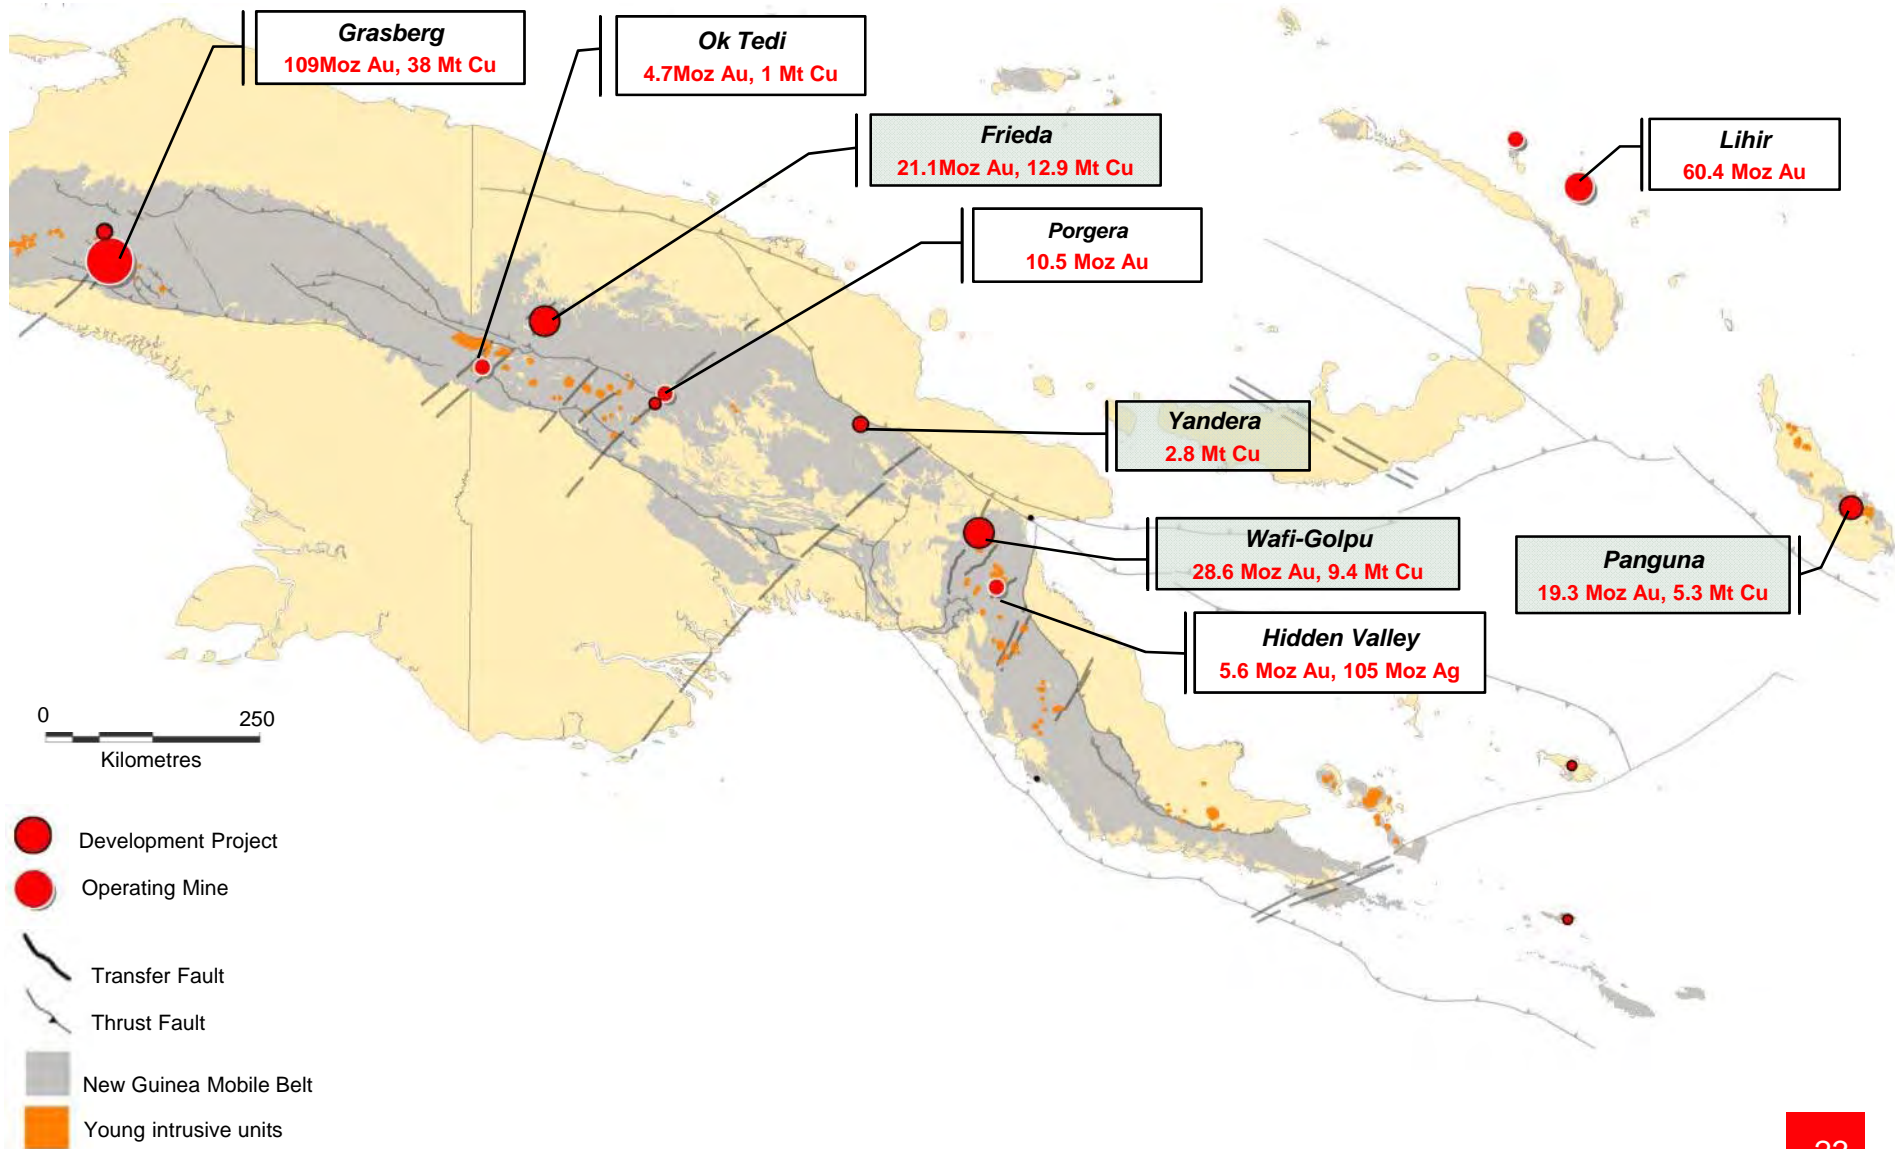 Grasberg
109Moz Au, 38 Mt Cu
Ok Tedi
4.7Moz Au, 1 Mt Cu
Frieda
21.1Moz Au, 12.9 Mt Cu
Lihir
60.4 Moz Au
Porgera
10.5 Moz Au
Yandera
2.8 Mt Cu
Wafi-Golpu
28.6 Moz Au, 9.4 Mt Cu
Panguna
19.3 Moz Au, 5.3 Mt Cu
Hidden Valley
5.6 Moz Au, 105 Moz Ag
0 250
Kilometres
Development Project
Operating Mine
Transfer Fault
Thrust Fault
New Guinea Mobile Belt
Young intrusive units